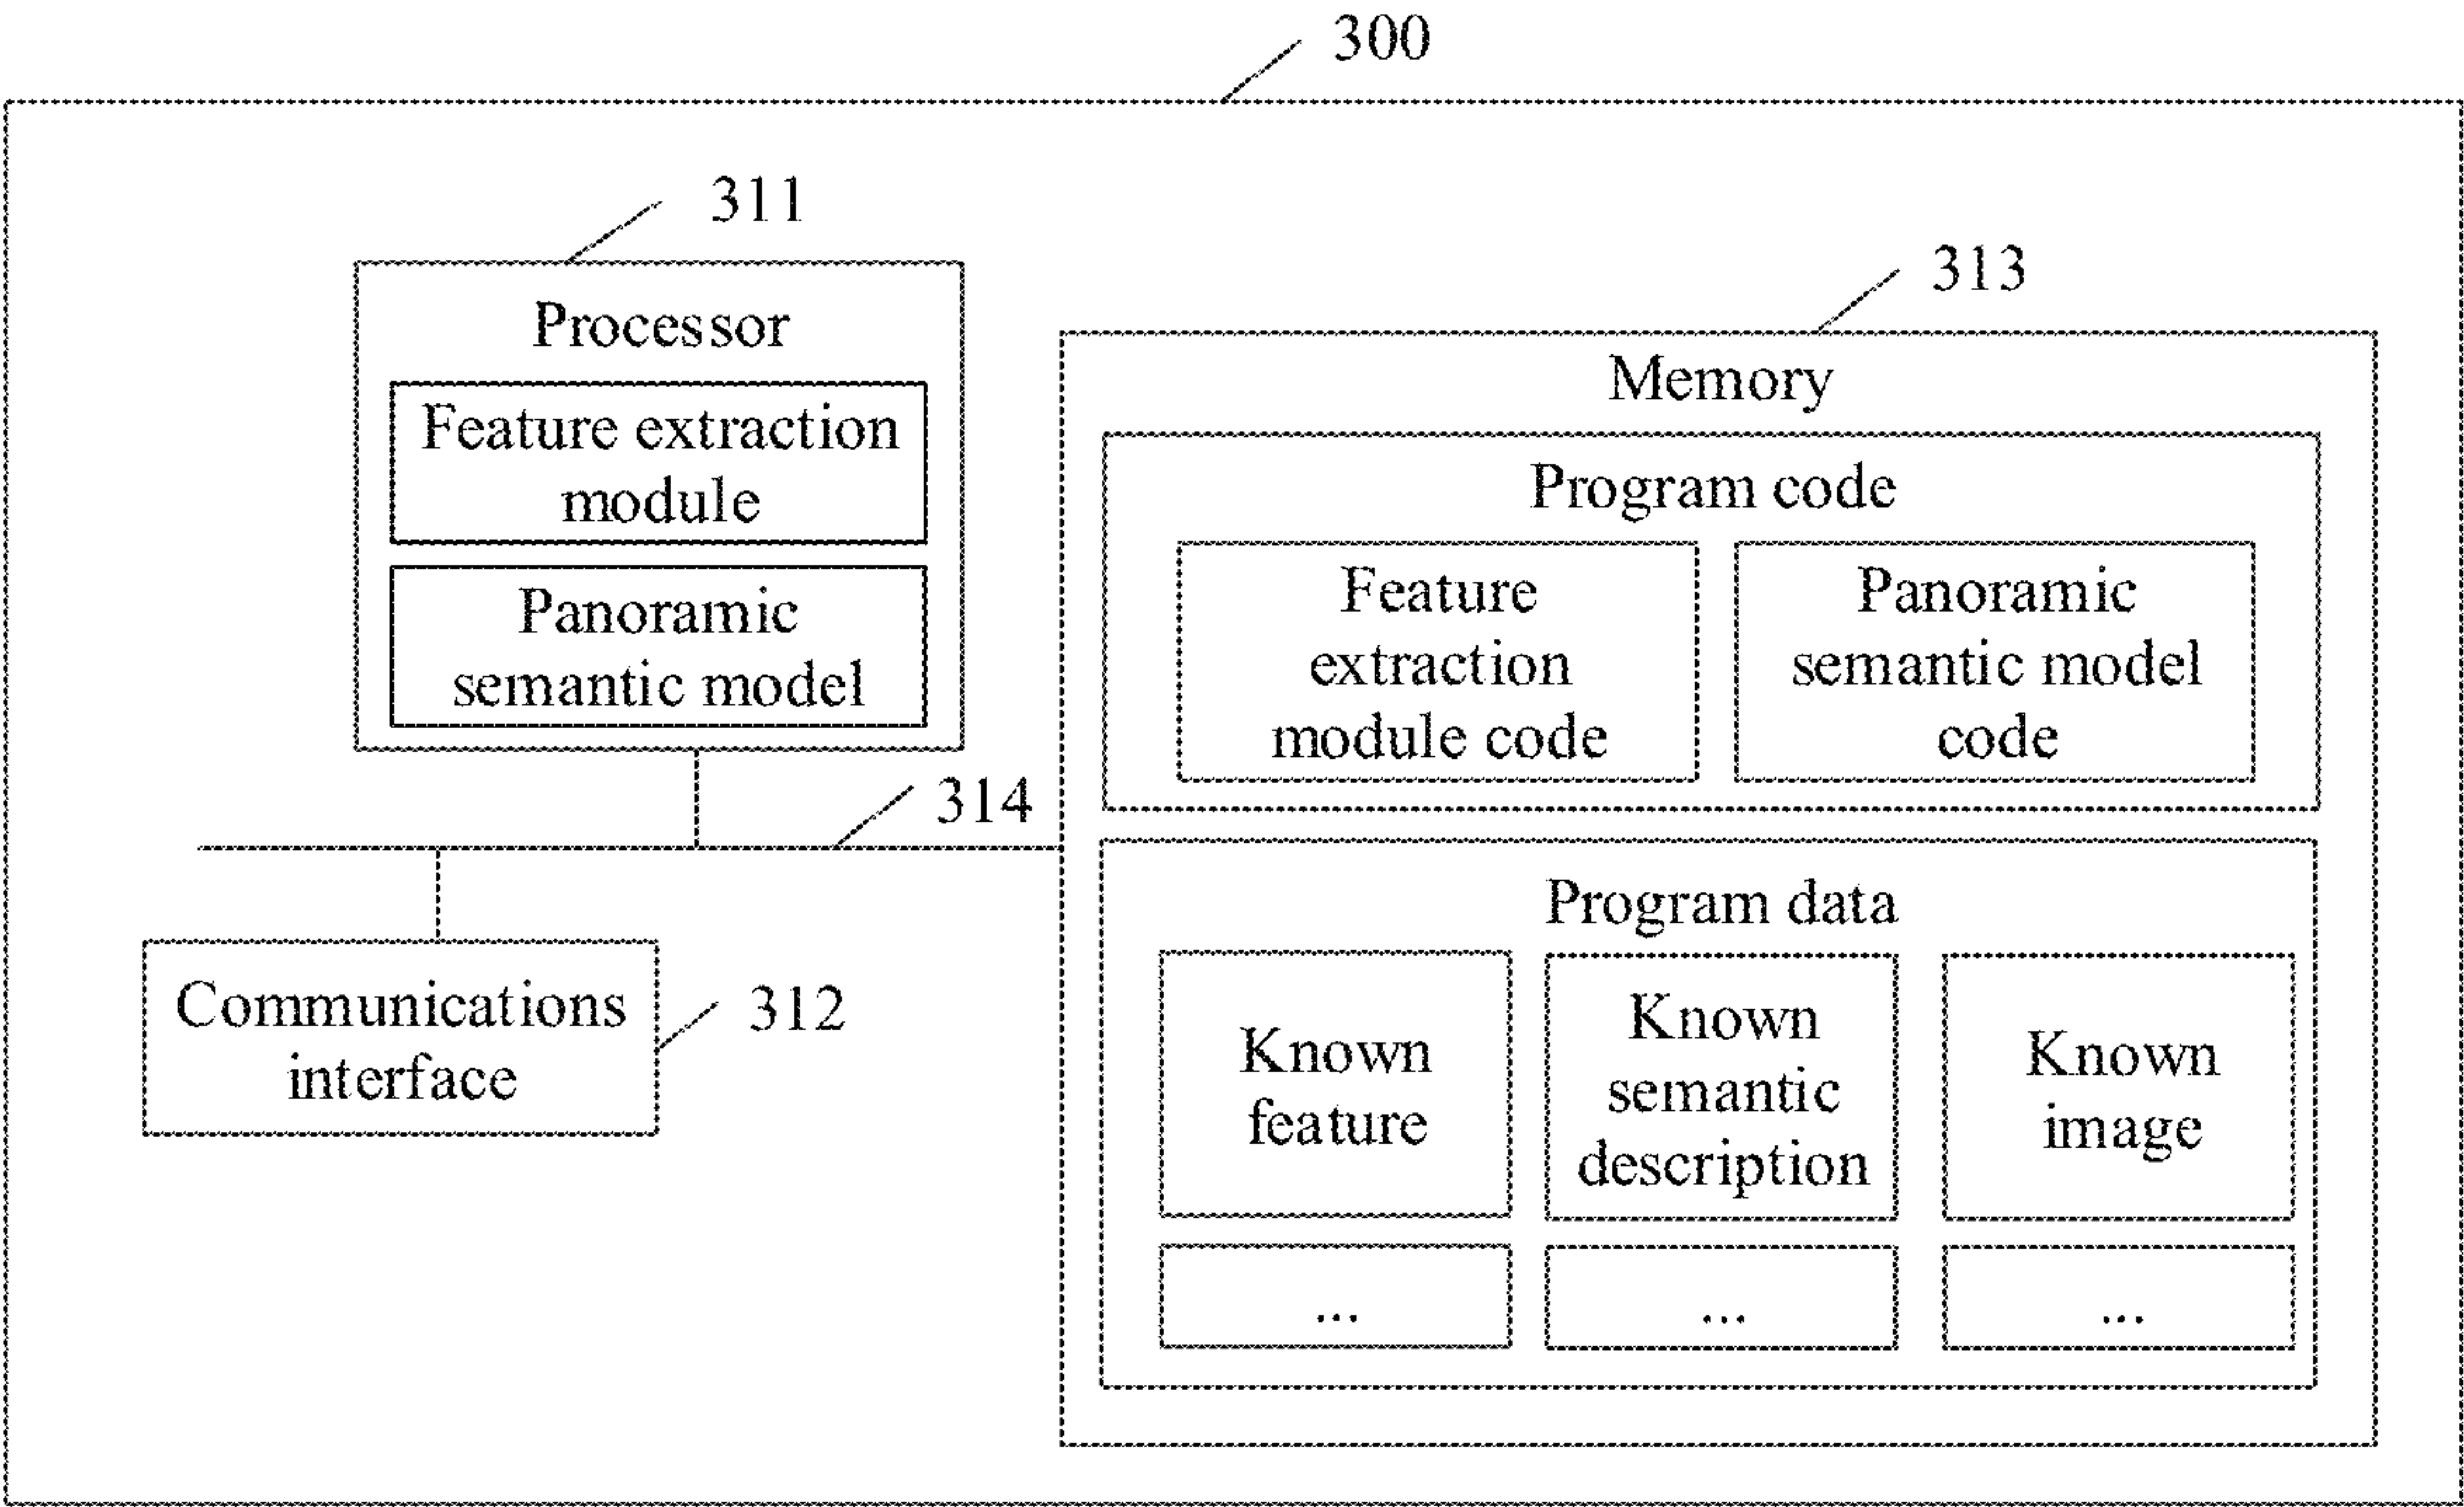 300
311
Processor
Feature extraction
module
Panoramic
semantic model
314
Communications
interface
312
313
Memory
Program code
Feature
extraction
module code
Panoramic
semantic model
code
Program data
Known
feature
Known
semantic
description
Known
image
...
...
...